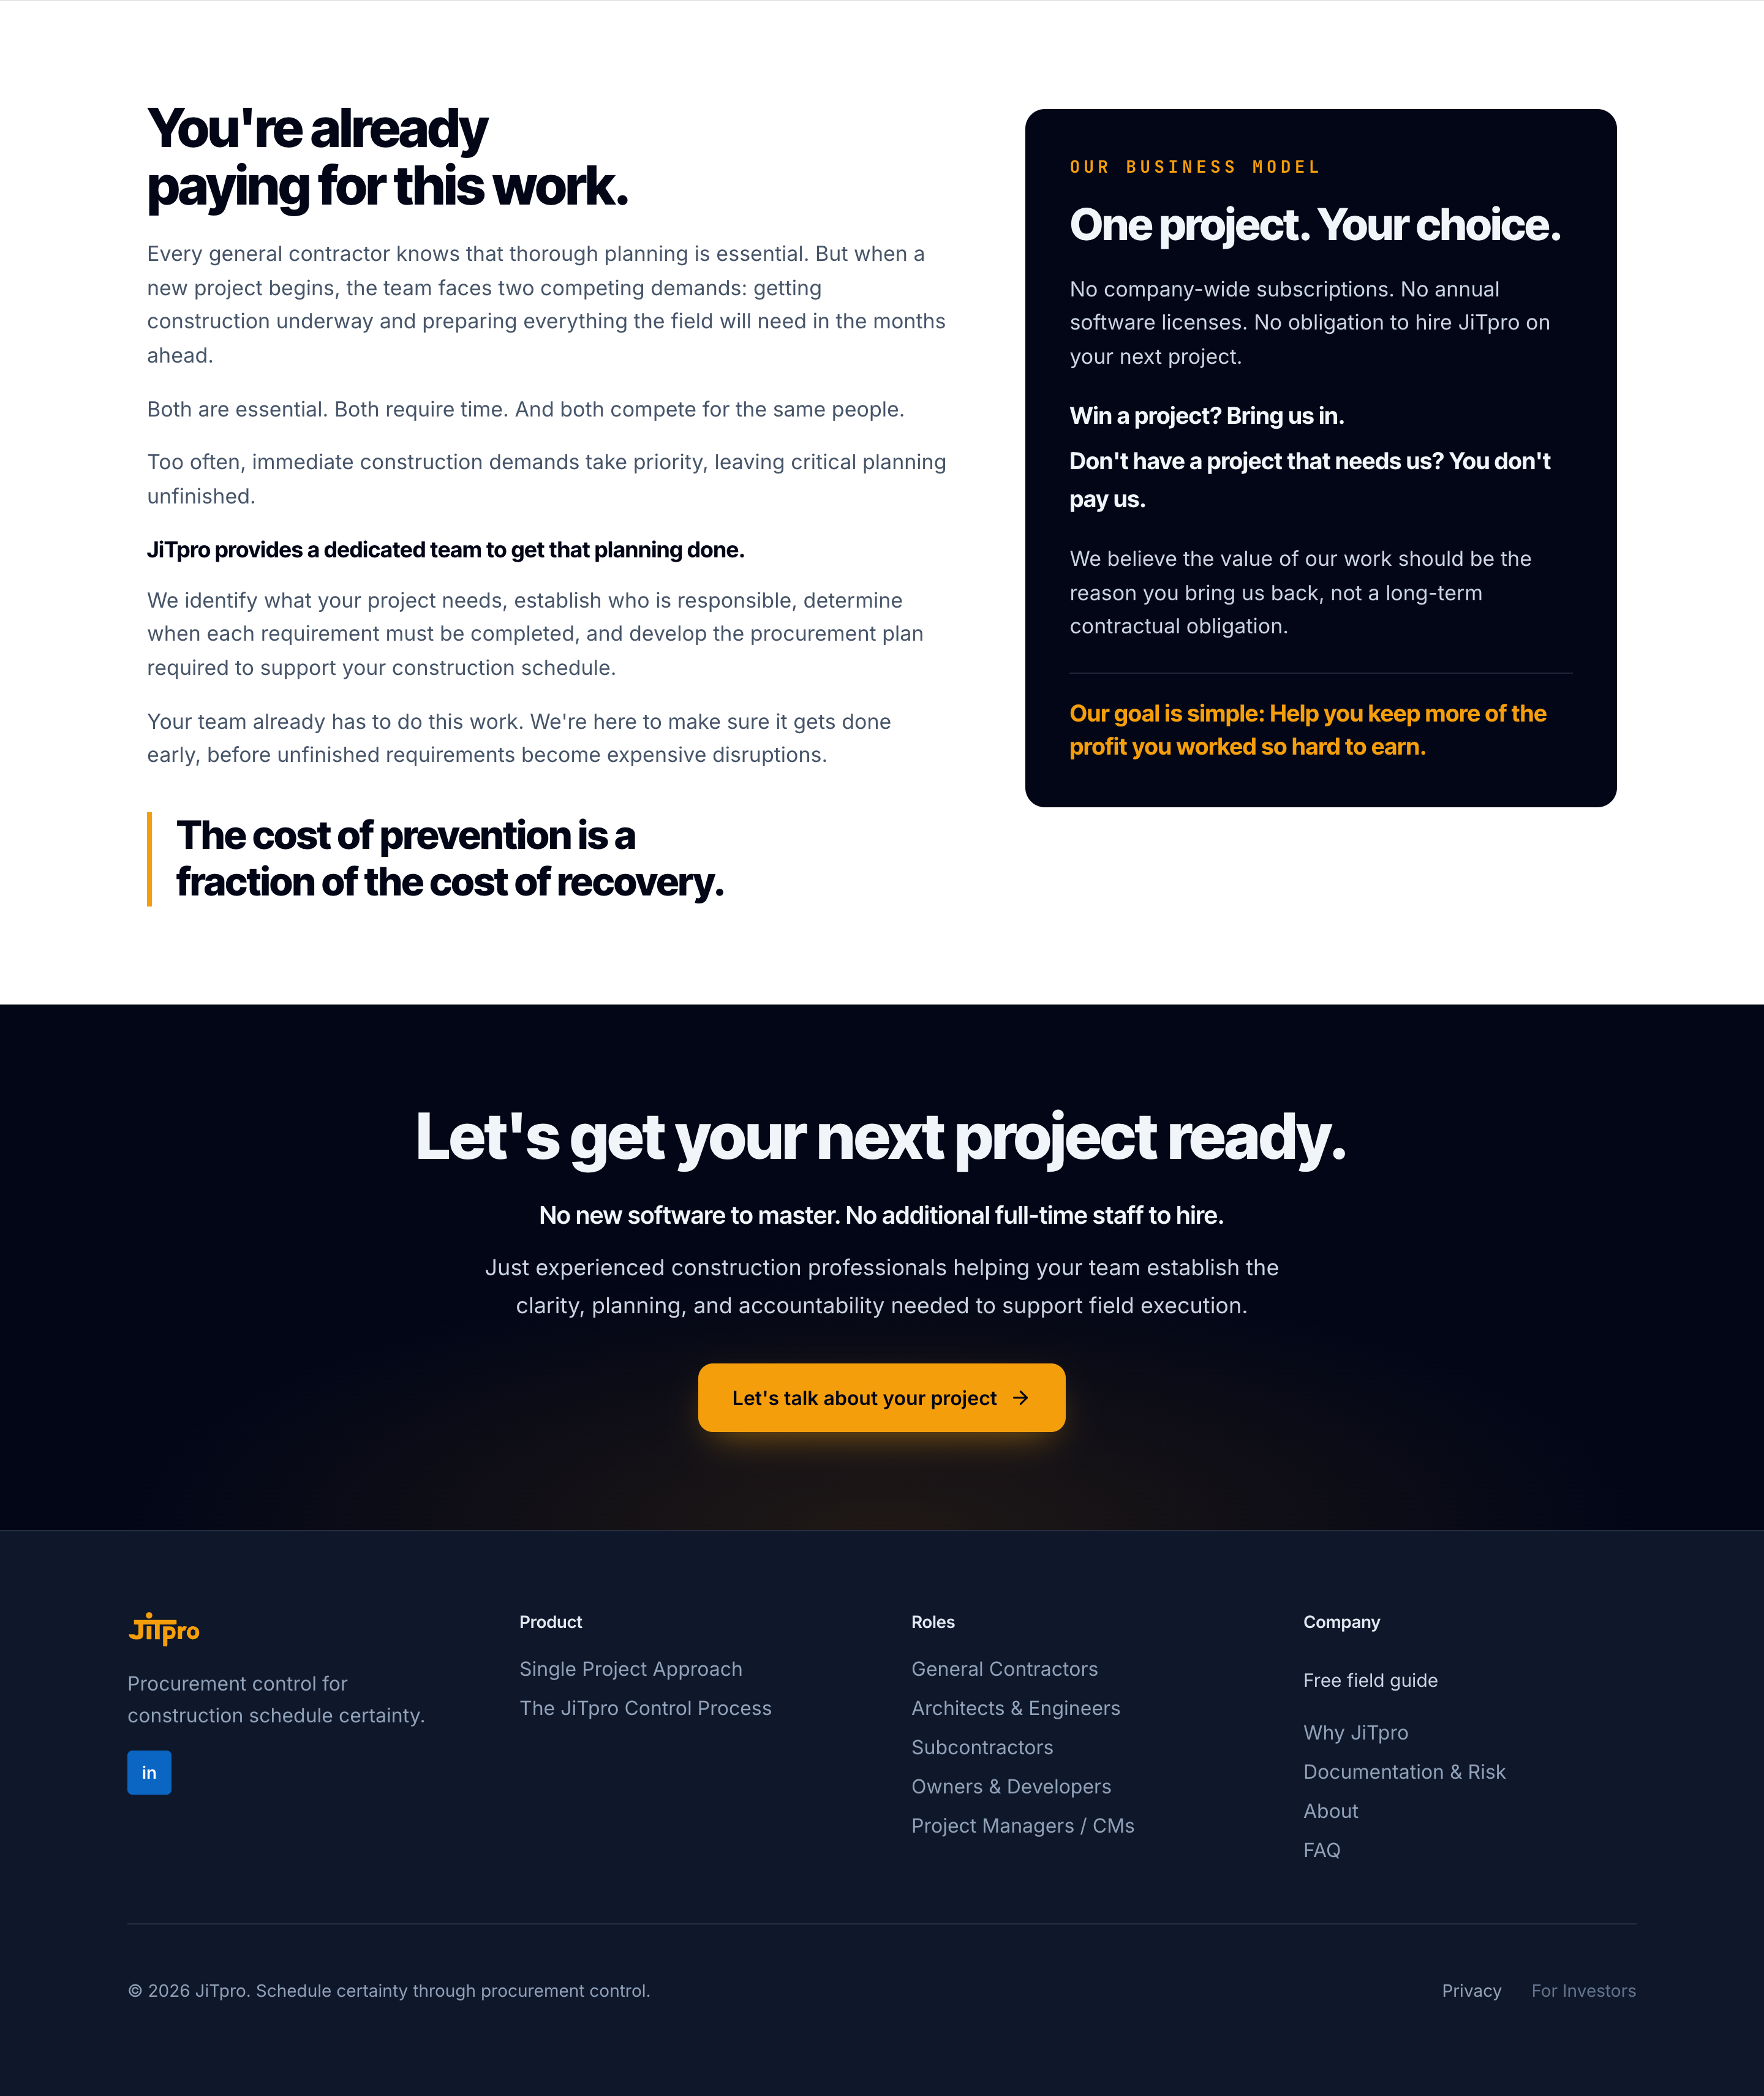 You're already
paying for this work.
Every general contractor knows that thorough planning is essential. But when a
new project begins, the team faces two competing demands: getting
construction underway and preparing everything the field will need in the months
ahead.
Both are essential. Both require time. And both compete for the same people.
Too often, immediate construction demands take priority, leaving critical planning
unfinished.
JiTpro provides a dedicated team to get that planning done.
We identify what your project needs, establish who is responsible, determine
when each requirement must be completed, and develop the procurement plan
required to support your construction schedule.
Your team already has to do this work. We're here to make sure it gets done
early, before unfinished requirements become expensive disruptions.
The cost of prevention is a
fraction of the cost of recovery.
OUR BUSINESS MODEL
One project. Your choice.
No company-wide subscriptions. No annual
software licenses. No obligation to hire JiTpro on
your next project.
Win a project? Bring us in.
Don't have a project that needs us? You don't
pay us.
We believe the value of our work should be the
reason you bring us back, not a long-term
contractual obligation.
Our goal is simple: Help you keep more of the
profit you worked so hard to earn.
Let's get your next project ready.
No new software to master. No additional full-time staff to hire.
Just experienced construction professionals helping your team establish the
clarity, planning, and accountability needed to support field execution.
Let's talk about your project →
JiTpro
Procurement control for
construction schedule certainty.
in
Product
Single Project Approach
The JiTpro Control Process
Roles
General Contractors
Architects & Engineers
Subcontractors
Owners & Developers
Project Managers / CMs
Company
Free field guide
Why JiTpro
Documentation & Risk
About
FAQ
© 2026 JiTpro. Schedule certainty through procurement control.
Privacy
For Investors